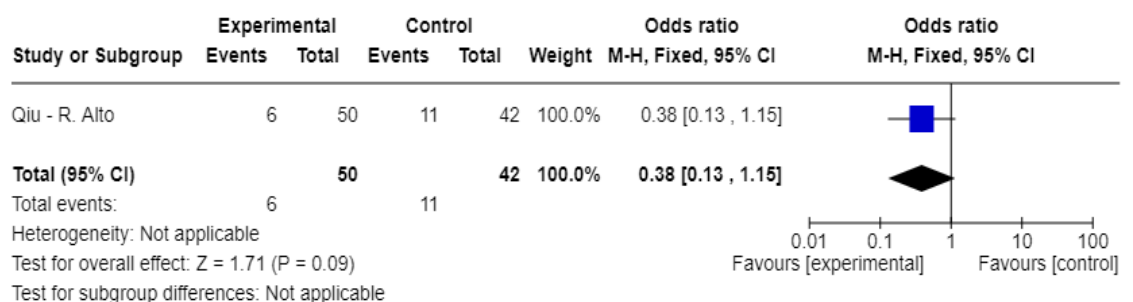 Experimental Control Odds ratio Odds ratio
Study or Subgroup Events Total Events Total Weight M-H, Fixed, 95% CI M-H, Fixed, 95% CI
Qiu - R. Alto 6 50 11 42 100.0% 0.38 [0.13 , 1.15]
Total (95% CI) 50 42 100.0% 0.38 [0.13 , 1.15]
Total events: 6 11
Heterogeneity: Not applicable
0.01 0.1 1 10 100
Test for overall effect: Z = 1.71 (P = 0.09) Favours [experimental] Favours [control]
Test for subgroup differences: Not applicable